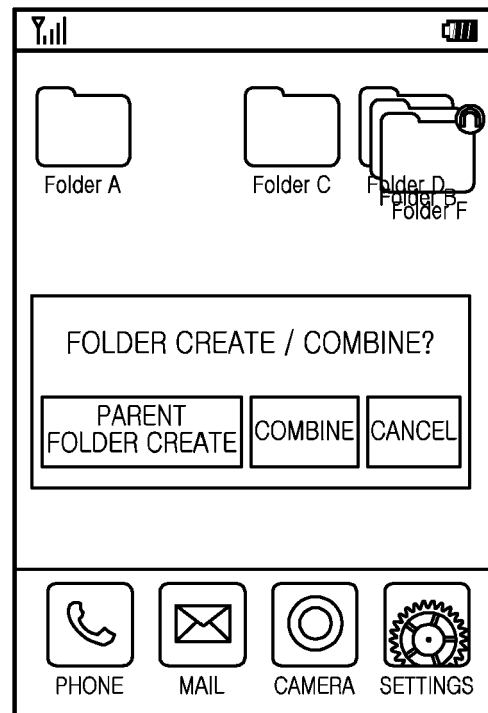 Folder A
Folder C
Folder D
Folder B
Folder F
FOLDER CREATE / COMBINE?
PARENT
FOLDER CREATE
COMBINE
CANCEL
PHONE
MAIL
CAMERA
SETTINGS